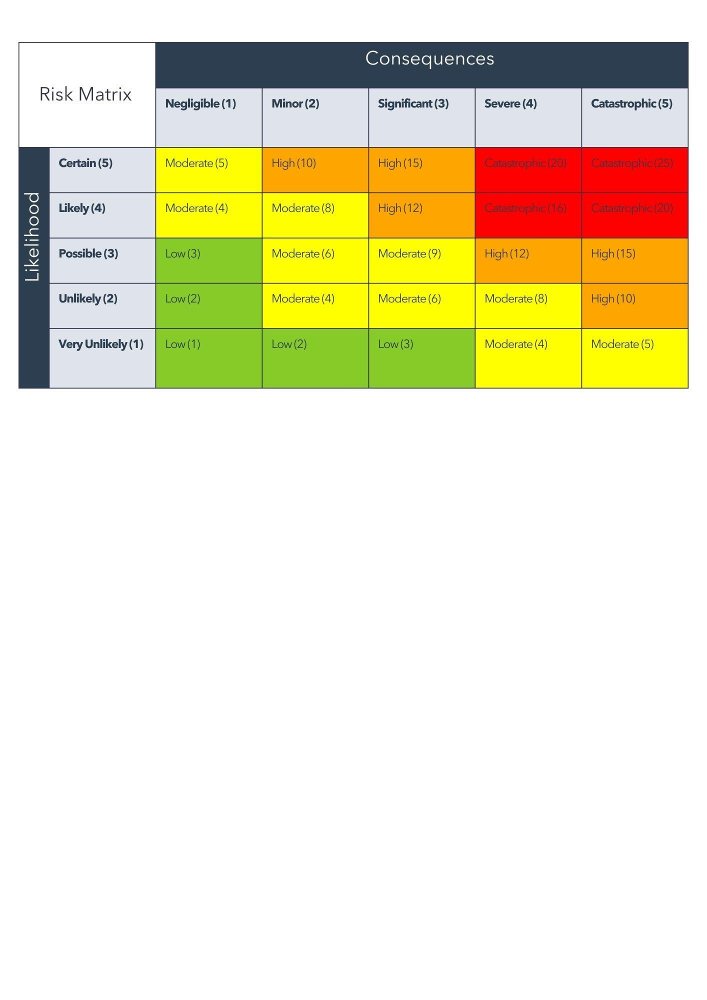 Consequences
Risk Matrix
Negligible (1) Minor (2) Significant (3) Severe (4) Catastrophic (5)
Likelihood
Certain (5) Moderate (5) High (10) High (15) Catastrophic (20) Catastrophic (25)
Likely (4) Moderate (4) Moderate (8) High (12) Catastrophic (16) Catastrophic (20)
Possible (3) Low (3) Moderate (6) Moderate (9) High (12) High (15)
Unlikely (2) Low (2) Moderate (4) Moderate (6) Moderate (8) High (10)
Very Unlikely (1) Low (1) Low (2) Low (3) Moderate (4) Moderate (5)